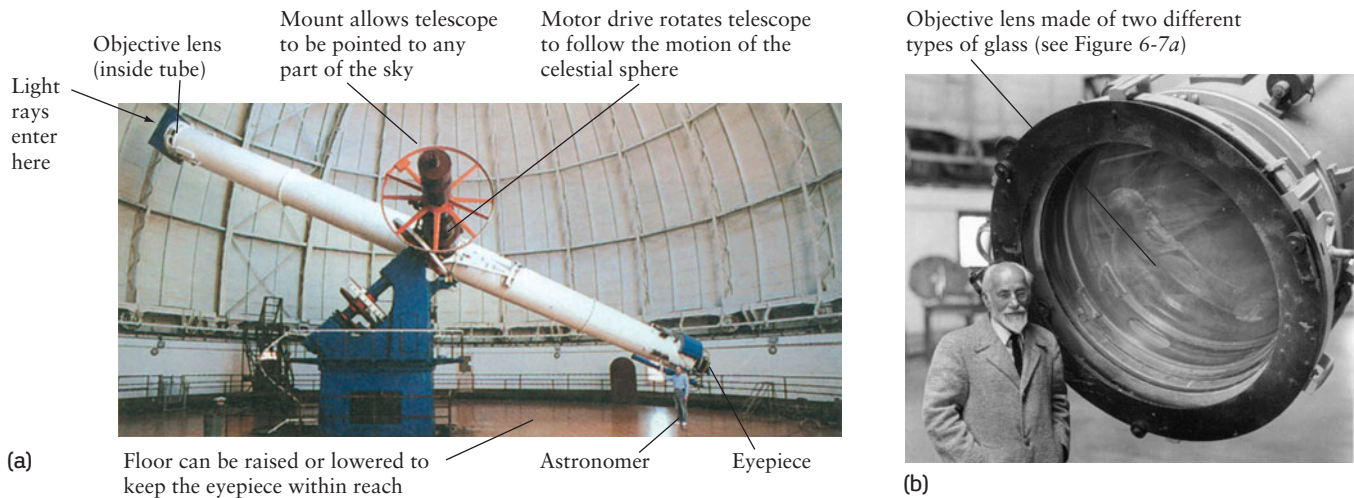 Objective lens
(inside tube)
Mount allows telescope
to be pointed to any
part of the sky
Motor drive rotates telescope
to follow the motion of the
celestial sphere
Objective lens made of two different
types of glass (see Figure 6-7a)
Light
rays
enter
here
(a)
Floor can be raised or lowered to
keep the eyepiece within reach
Astronomer
Eyepiece
(b)